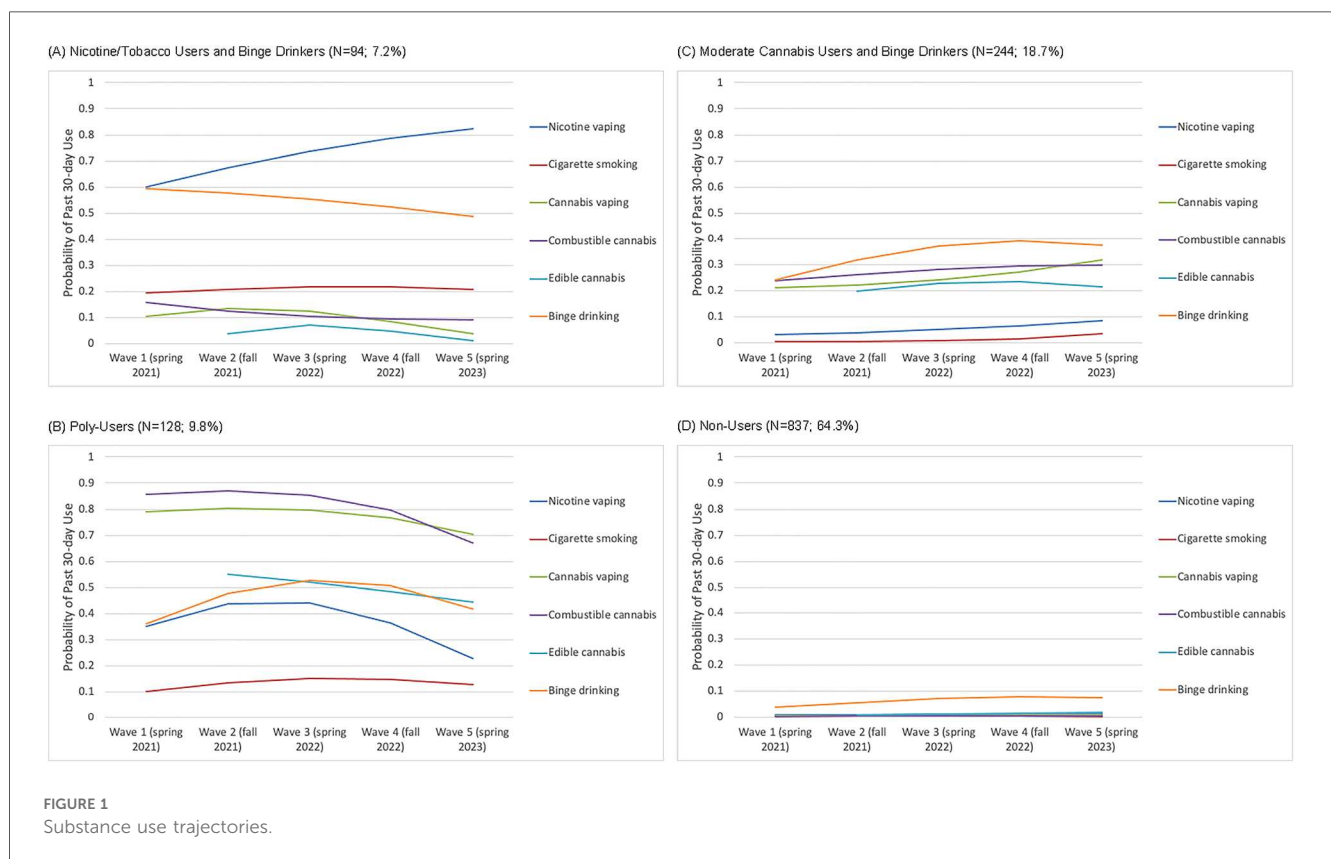 (A) Nicotine/Tobacco Users and Binge Drinkers (N=94; 7.2%)
Probability of Past 30-day Use
1
0.9
0.8
0.7
0.6
0.5
0.4
0.3
0.2
0.1
0
Wave 1 (spring 2021)
Wave 2 (fall 2021)
Wave 3 (spring 2022)
Wave 4 (fall 2022)
Wave 5 (spring 2023)
Nicotine vaping
Cigarette smoking
Cannabis vaping
Combustible cannabis
Edible cannabis
Binge drinking
(C) Moderate Cannabis Users and Binge Drinkers (N=244; 18.7%)
Probability of Past 30-day Use
1
0.9
0.8
0.7
0.6
0.5
0.4
0.3
0.2
0.1
0
Wave 1 (spring 2021)
Wave 2 (fall 2021)
Wave 3 (spring 2022)
Wave 4 (fall 2022)
Wave 5 (spring 2023)
Nicotine vaping
Cigarette smoking
Cannabis vaping
Combustible cannabis
Edible cannabis
Binge drinking
(B) Poly-Users (N=128; 9.8%)
Probability of Past 30-day Use
1
0.9
0.8
0.7
0.6
0.5
0.4
0.3
0.2
0.1
0
Wave 1 (spring 2021)
Wave 2 (fall 2021)
Wave 3 (spring 2022)
Wave 4 (fall 2022)
Wave 5 (spring 2023)
Nicotine vaping
Cigarette smoking
Cannabis vaping
Combustible cannabis
Edible cannabis
Binge drinking
(D) Non-Users (N=837; 64.3%)
Probability of Past 30-day Use
1
0.9
0.8
0.7
0.6
0.5
0.4
0.3
0.2
0.1
0
Wave 1 (spring 2021)
Wave 2 (fall 2021)
Wave 3 (spring 2022)
Wave 4 (fall 2022)
Wave 5 (spring 2023)
Nicotine vaping
Cigarette smoking
Cannabis vaping
Combustible cannabis
Edible cannabis
Binge drinking
FIGURE 1
Substance use trajectories.